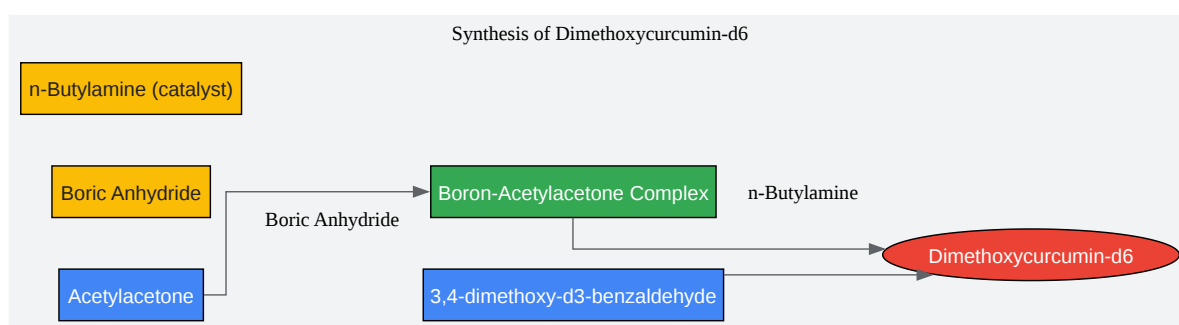 Synthesis of Dimethoxycurcumin-d6
n-Butylamine (catalyst)
Boric Anhydride
Boron-Acetylacetone Complex
n-Butylamine
Boric Anhydride
Dimethoxycurcumin-d6
Acetylacetone
3,4-dimethoxy-d3-benzaldehyde